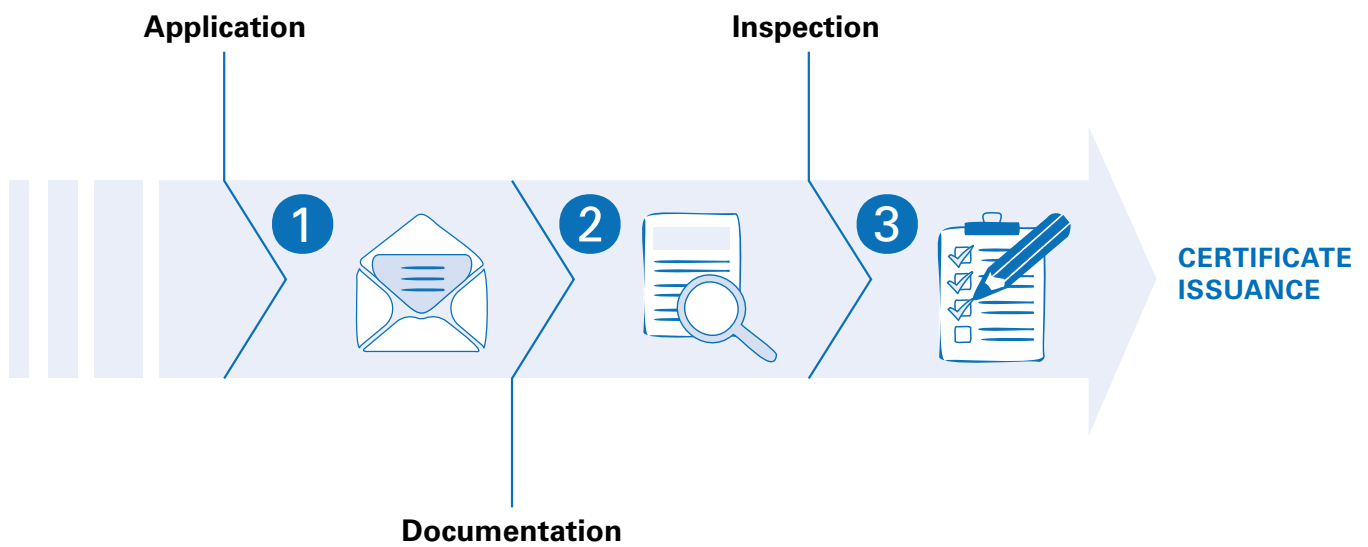 Application
Inspection
1
2
3
CERTIFICATE
ISSUANCE
Documentation